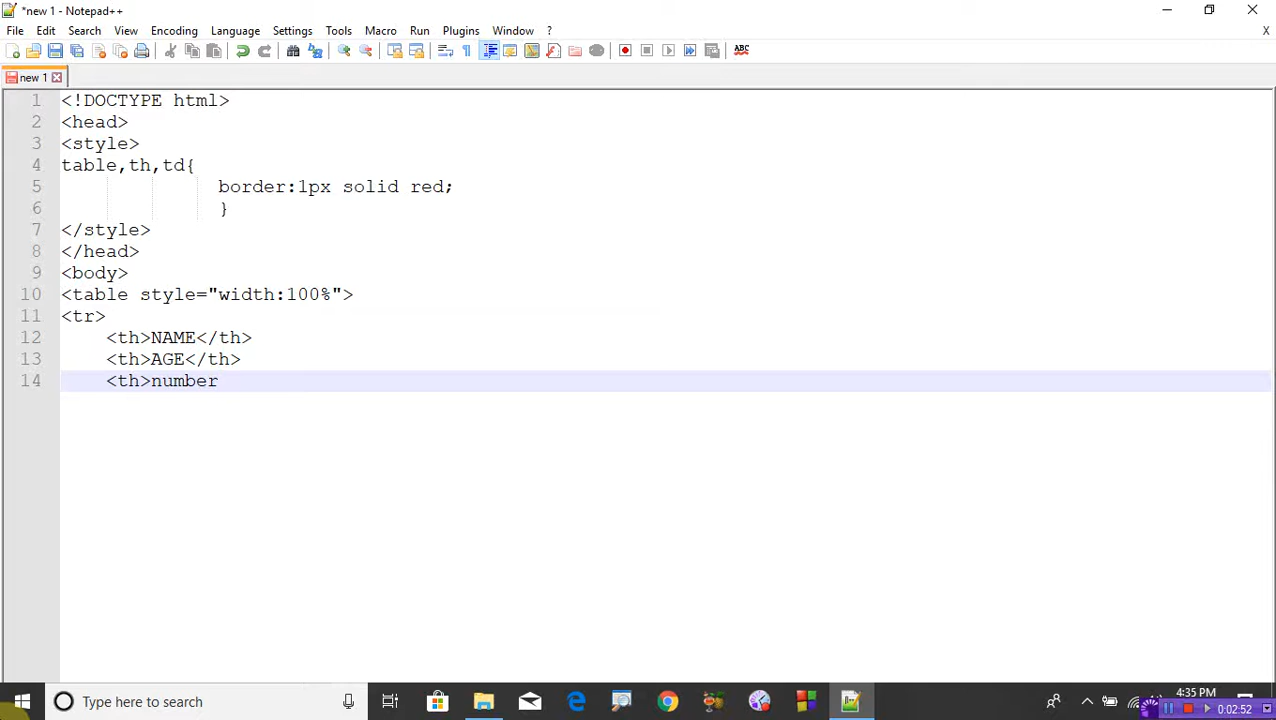 *new 1 - Notepad++
File Edit Search View Encoding Language Settings Tools Macro Run Plugins Window ? X
ABC
new 1
1 <!DOCTYPE html>
2 <head>
3 <style>
4 table,th,td{
5 border:1px solid red;
6 }
7 </style>
8 </head>
9 <body>
10 <table style="width:100%">
11 <tr>
12 <th>NAME</th>
13 <th>AGE</th>
14 <th>number
Type here to search
4:35 PM
0:02:52